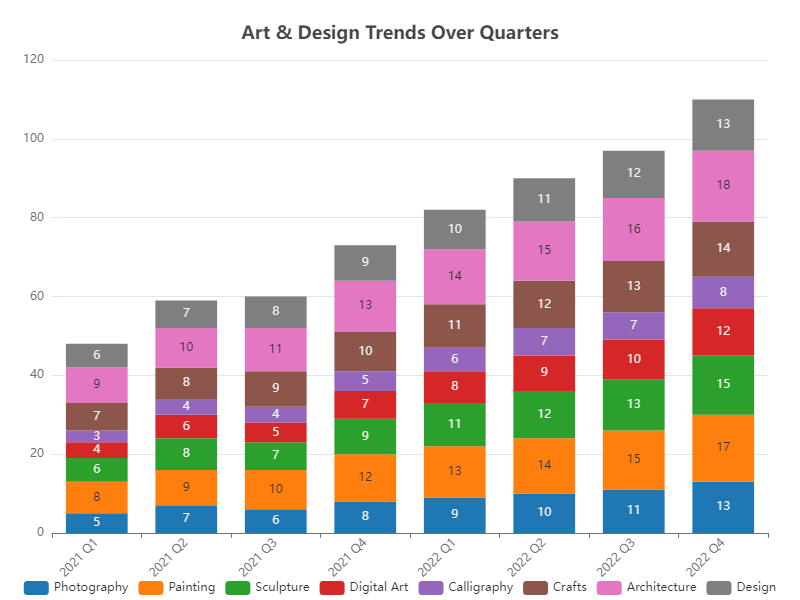 Art & Design Trends Over Quarters
120
100
80
60
40
20
0
6 7 8 9 10 11 12 13
9 10 11 13 14 15 16 18
7 8 9 10 11 12 13 14
3 4 4 5 6 7 7 8
4 6 5 7 8 9 10 12
6 8 7 9 11 12 13 15
8 9 10 12 13 14 15 17
5 7 6 8 9 10 11 13
2021 Q1 2021 Q2 2021 Q3 2021 Q4 2022 Q1 2022 Q2 2022 Q3 2022 Q4
Photography Painting Sculpture Digital Art Calligraphy Crafts Architecture Design